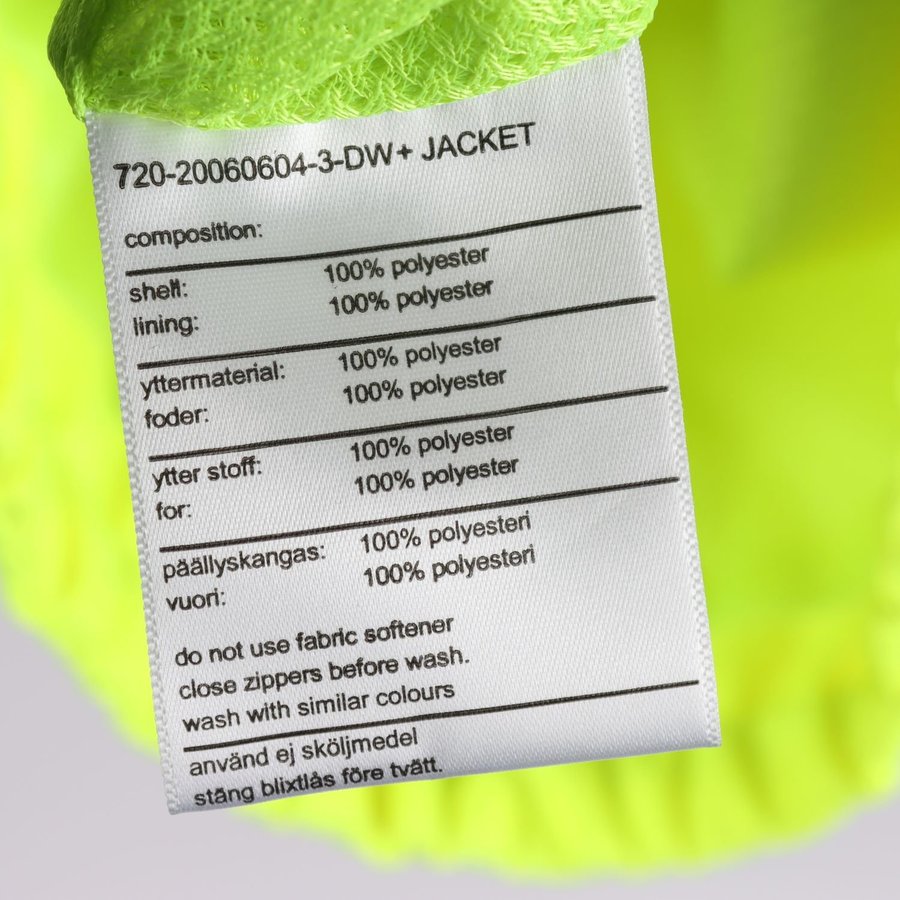 720-20060604-3-DW+ JACKET
composition:
shell: 100% polyester
lining: 100% polyester
yttermaterial: 100% polyester
foder: 100% polyester
ytter stoff: 100% polyester
for: 100% polyester
päällyskangas: 100% polyesteri
vuori: 100% polyesteri
do not use fabric softener
close zippers before wash.
wash with similar colours
använd ej sköljmedel
stäng blixtlås före tvätt.